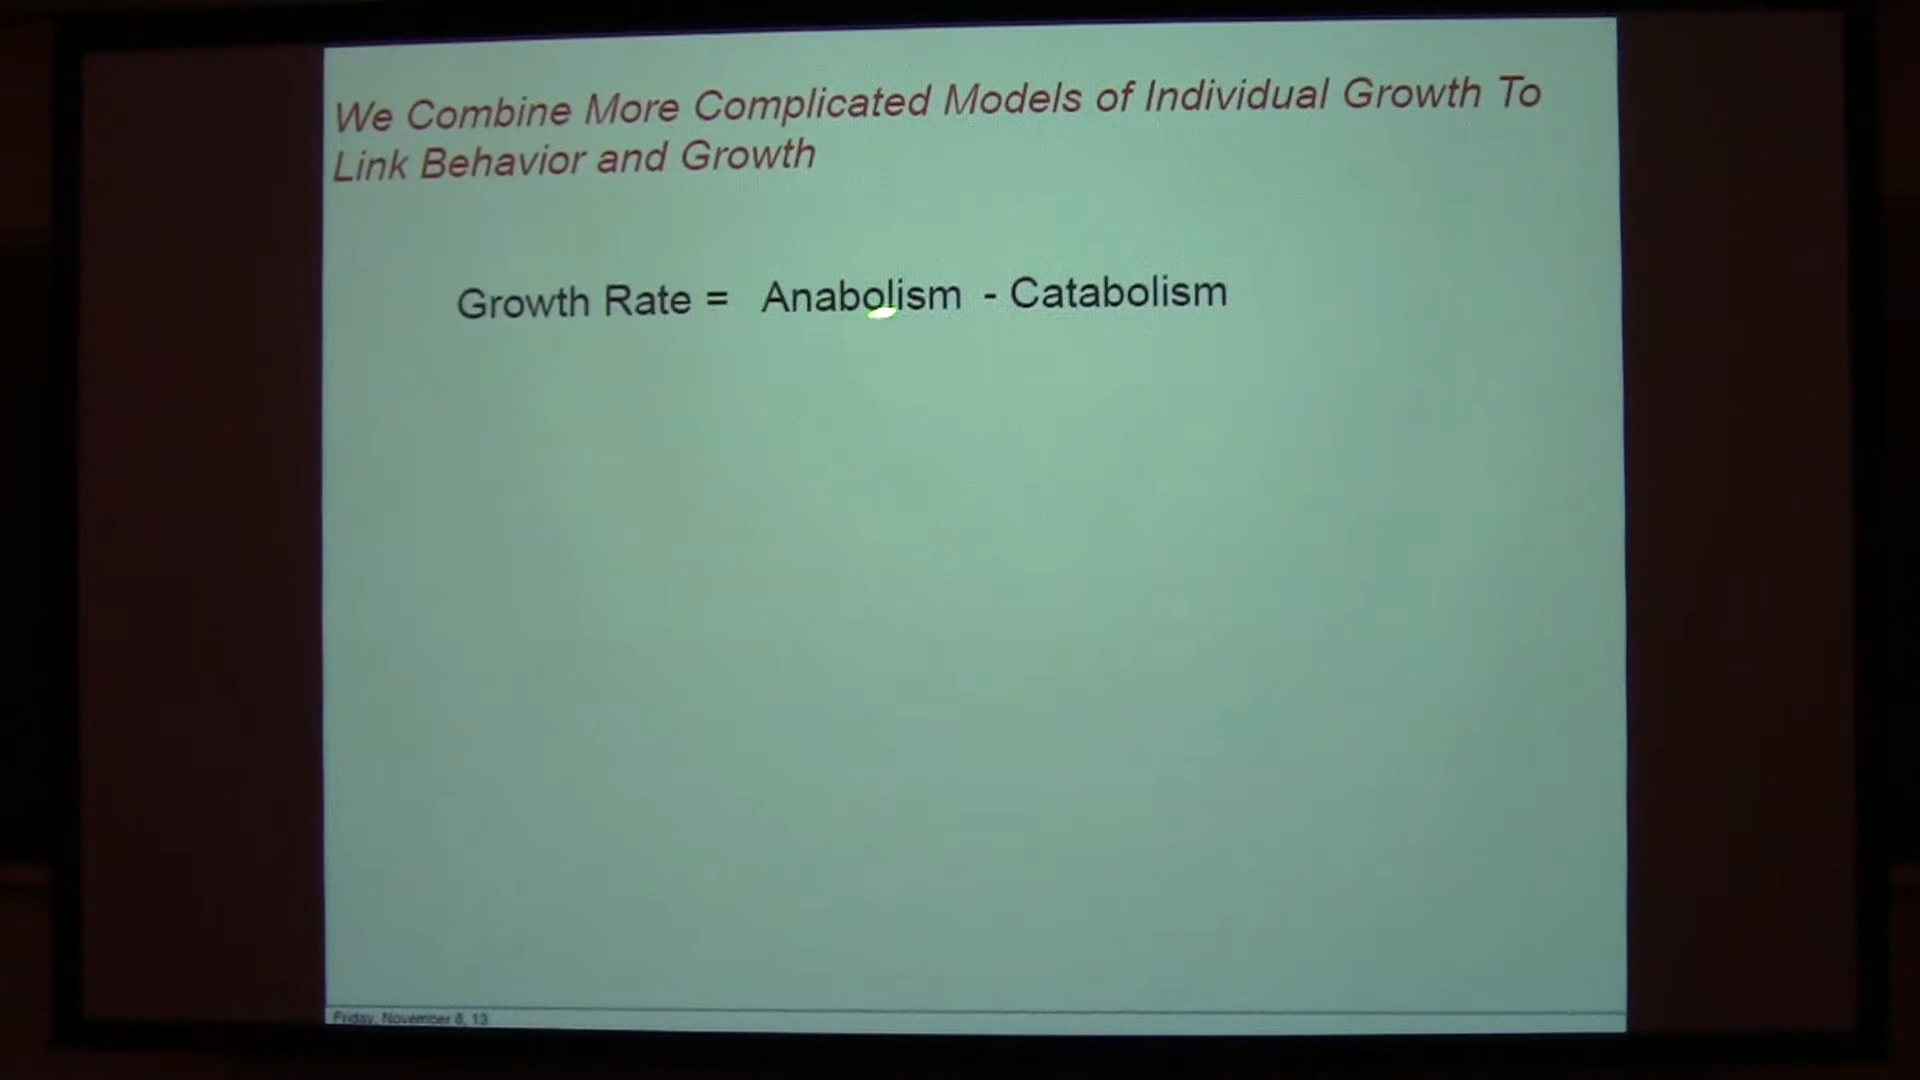 We Combine More Complicated Models of Individual Growth To
Link Behavior and Growth
Growth Rate = Anabolism - Catabolism
Friday, November 8, 13